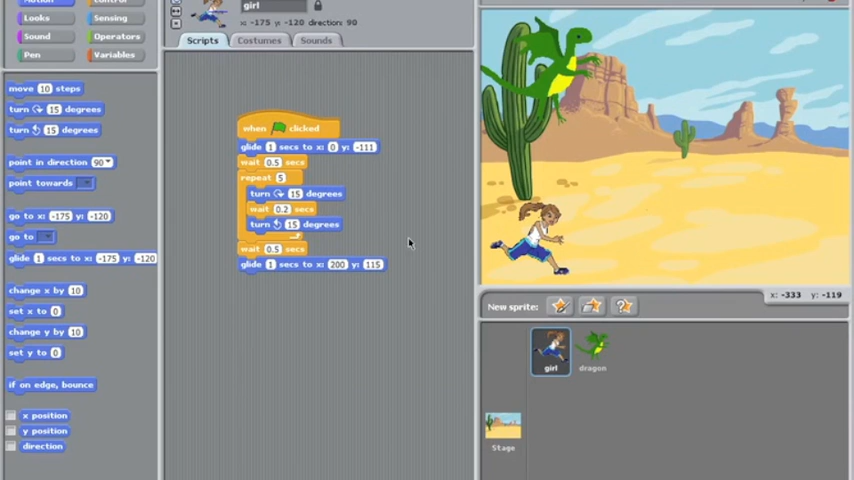 Motion
Control
Looks
Sensing
Sound
Operators
Pen
Variables
move 10 steps
turn 15 degrees
turn 15 degrees
point in direction 90
point towards
go to x: -175 y: -120
go to
glide 1 secs to x: -175 y: -120
change x by 10
set x to 0
change y by 10
set y to 0
if on edge, bounce
x position
y position
direction
girl
x: -175 y: -120 direction: 90
Scripts
Costumes
Sounds
when clicked
glide 1 secs to x: 0 y: -111
wait 0.5 secs
repeat 5
turn 15 degrees
wait 0.2 secs
turn 15 degrees
wait 0.5 secs
glide 1 secs to x: 200 y: 115
x: -333 y: -119
New sprite:
girl
dragon
Stage